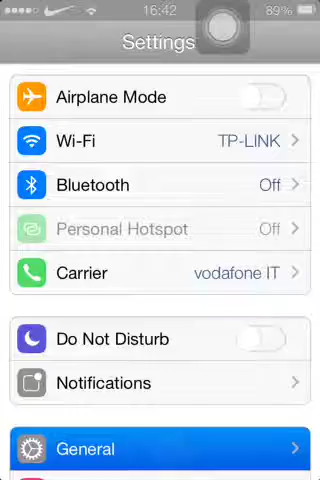 16:42
89%
Settings
Airplane Mode
Wi-Fi TP-LINK
Bluetooth Off
Personal Hotspot Off
Carrier vodafone IT
Do Not Disturb
Notifications
General